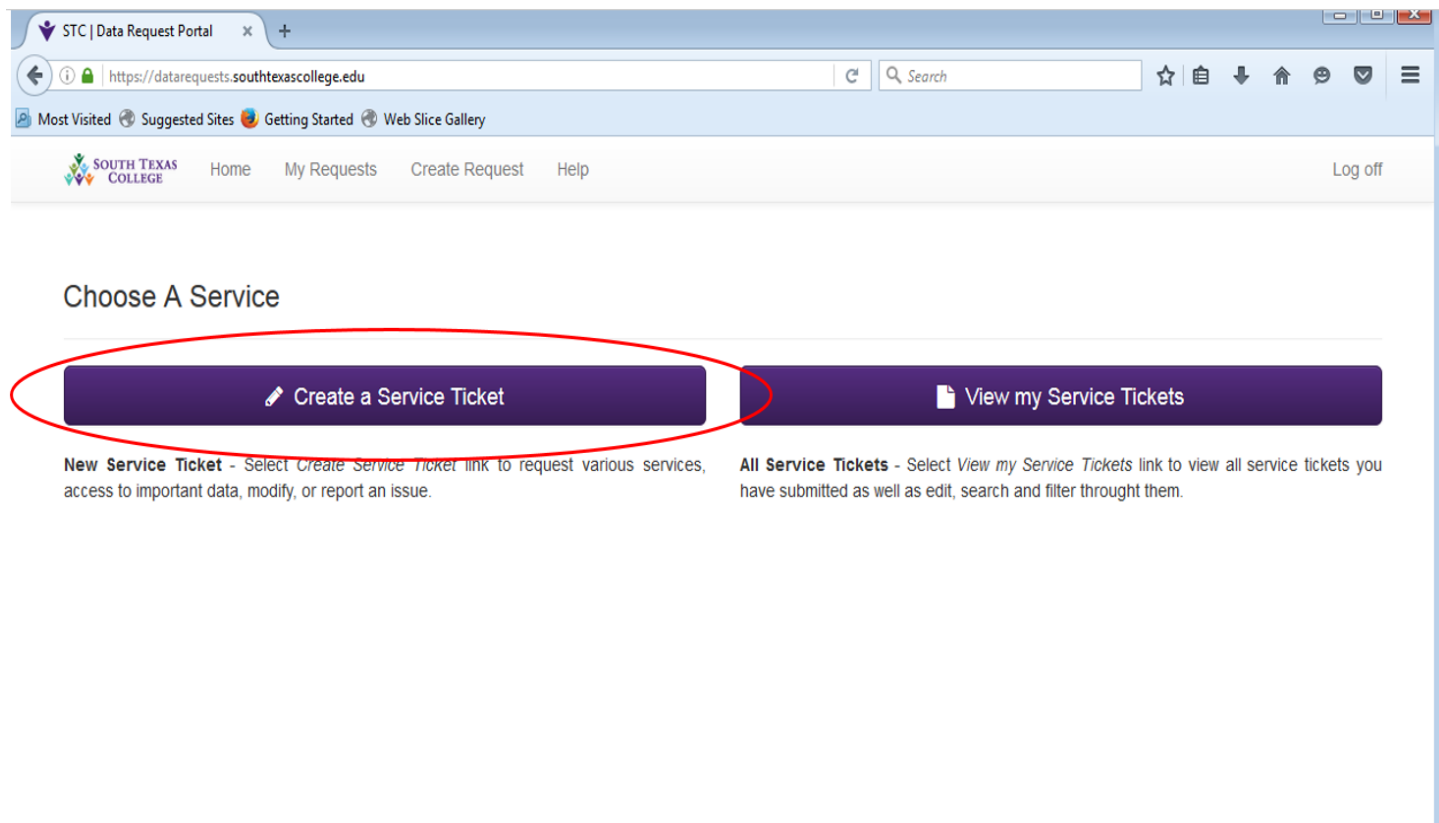 STC | Data Request Portal
https://datarequests.southtexascollege.edu
Search
Most Visited Suggested Sites Getting Started Web Slice Gallery
SOUTH TEXAS
COLLEGE
Home My Requests Create Request Help Log off
Choose A Service
Create a Service Ticket
View my Service Tickets
New Service Ticket - Select Create Service Ticket link to request various services,
access to important data, modify, or report an issue.
All Service Tickets - Select View my Service Tickets link to view all service tickets you
have submitted as well as edit, search and filter throught them.